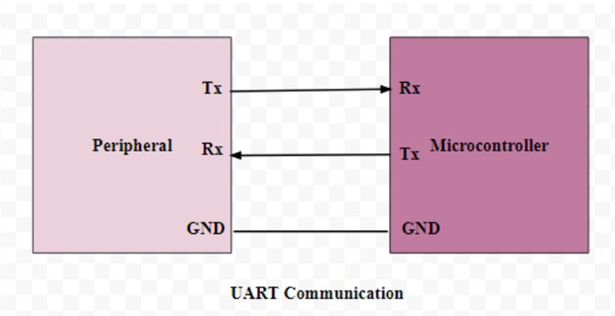 Tx Rx
Peripheral Rx Tx Microcontroller
GND GND
UART Communication